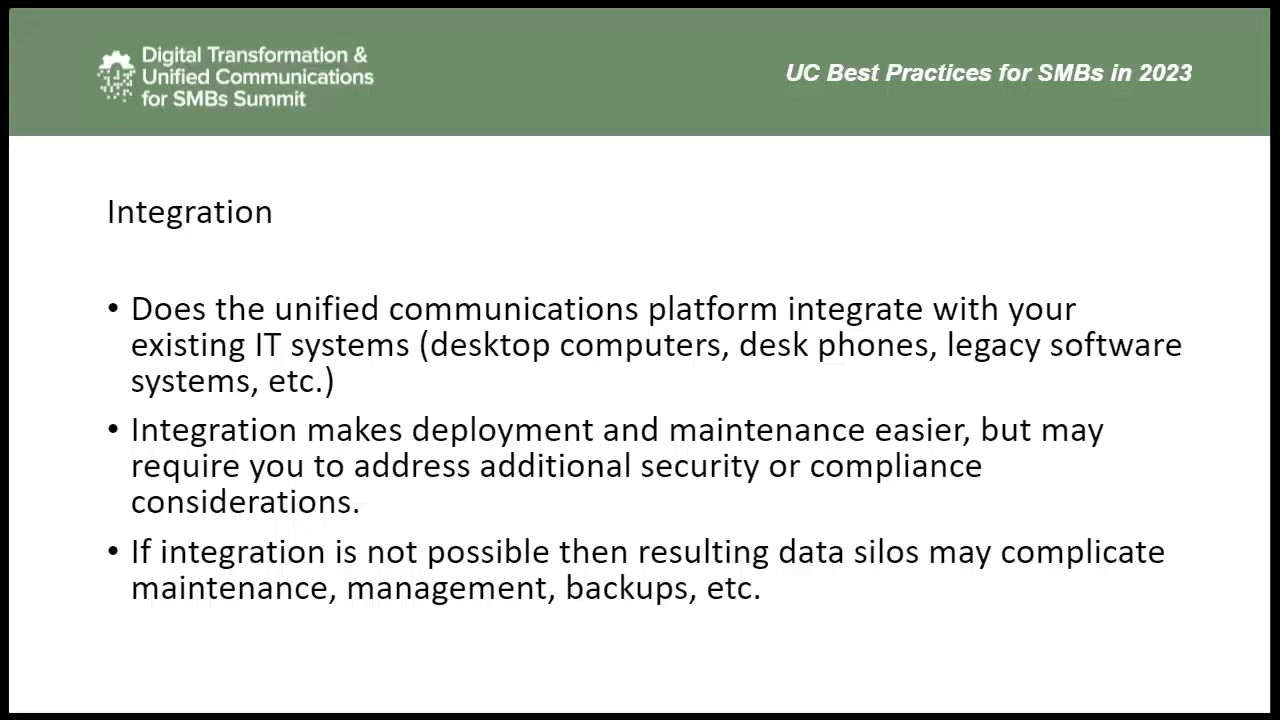 Digital Transformation &
Unified Communications
for SMBs Summit
UC Best Practices for SMBs in 2023
Integration
• Does the unified communications platform integrate with your
existing IT systems (desktop computers, desk phones, legacy software
systems, etc.)
• Integration makes deployment and maintenance easier, but may
require you to address additional security or compliance
considerations.
• If integration is not possible then resulting data silos may complicate
maintenance, management, backups, etc.